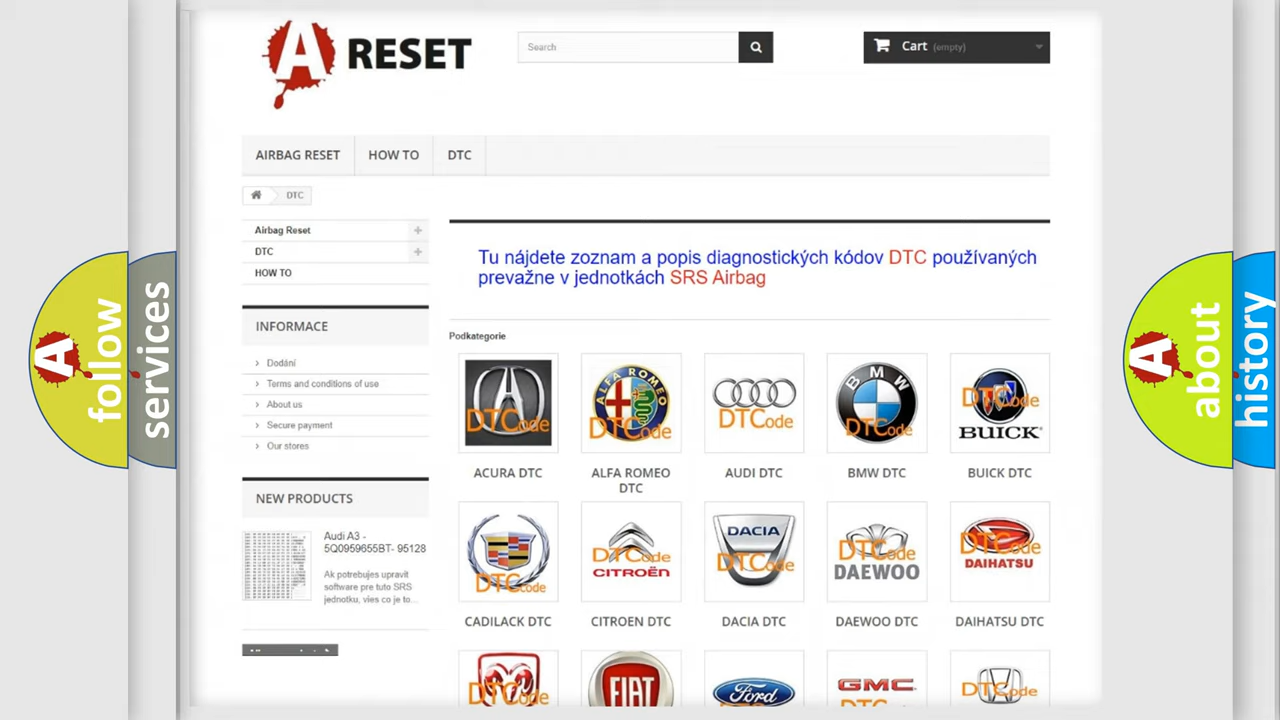 A RESET
Search
Cart (empty)
AIRBAG RESET
HOW TO
DTC
DTC
Airbag Reset
DTC
HOW TO
Tu nájdete zoznam a popis diagnostických kódov DTC používaných
prevažne v jednotkách SRS Airbag
INFORMACE
Dodání
Terms and conditions of use
About us
Secure payment
Our stores
NEW PRODUCTS
Audi A3 -
5Q0959655BT- 95128
Ak potrebujes upravit
software pre tuto SRS
jednotku, vies co je to...
Podkategorie
DTCode
ALFA ROMEO
DTCode
DTCode
BMW
DTCode
DTCode
BUICK
ACURA DTC
ALFA ROMEO
DTC
AUDI DTC
BMW DTC
BUICK DTC
DTCode
DTCode
CITROËN
DACIA
DTCode
DTCode
DAEWOO
DTCode
DAIHATSU
CADILACK DTC
CITROEN DTC
DACIA DTC
DAEWOO DTC
DAIHATSU DTC
DTCode
FIAT
Ford
DTCode
GMC
DTCode
A follow
services
A about
history